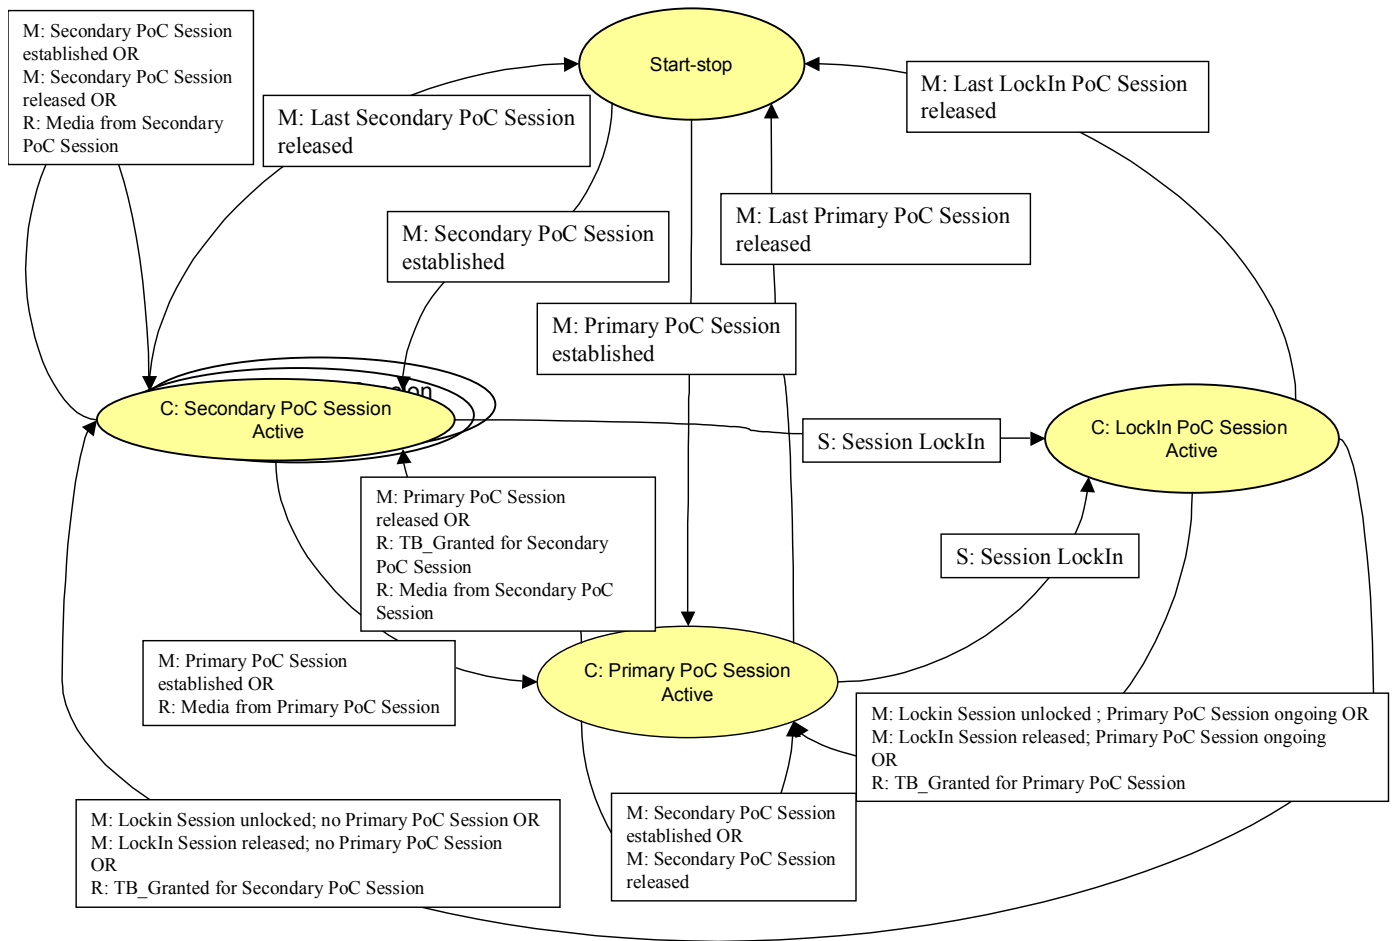 M: Secondary PoC Session
established OR
M: Secondary PoC Session
released OR
R: Media from Secondary
PoC Session
Start-stop
M: Last LockIn PoC Session
released
M: Last Secondary PoC Session
released
M: Secondary PoC Session
established
M: Last Primary PoC Session
released
M: Primary PoC Session
established
C: Secondary PoC Session
Active
S: Session LockIn
C: LockIn PoC Session
Active
M: Primary PoC Session
released OR
R: TB_Granted for Secondary
PoC Session
R: Media from Secondary PoC
Session
S: Session LockIn
M: Primary PoC Session
established OR
R: Media from Primary PoC Session
C: Primary PoC Session
Active
M: Lockin Session unlocked ; Primary PoC Session ongoing OR
M: LockIn Session released; Primary PoC Session ongoing
OR
R: TB_Granted for Primary PoC Session
M: Lockin Session unlocked; no Primary PoC Session OR
M: LockIn Session released; no Primary PoC Session
OR
R: TB_Granted for Secondary PoC Session
M: Secondary PoC Session
established OR
M: Secondary PoC Session
released